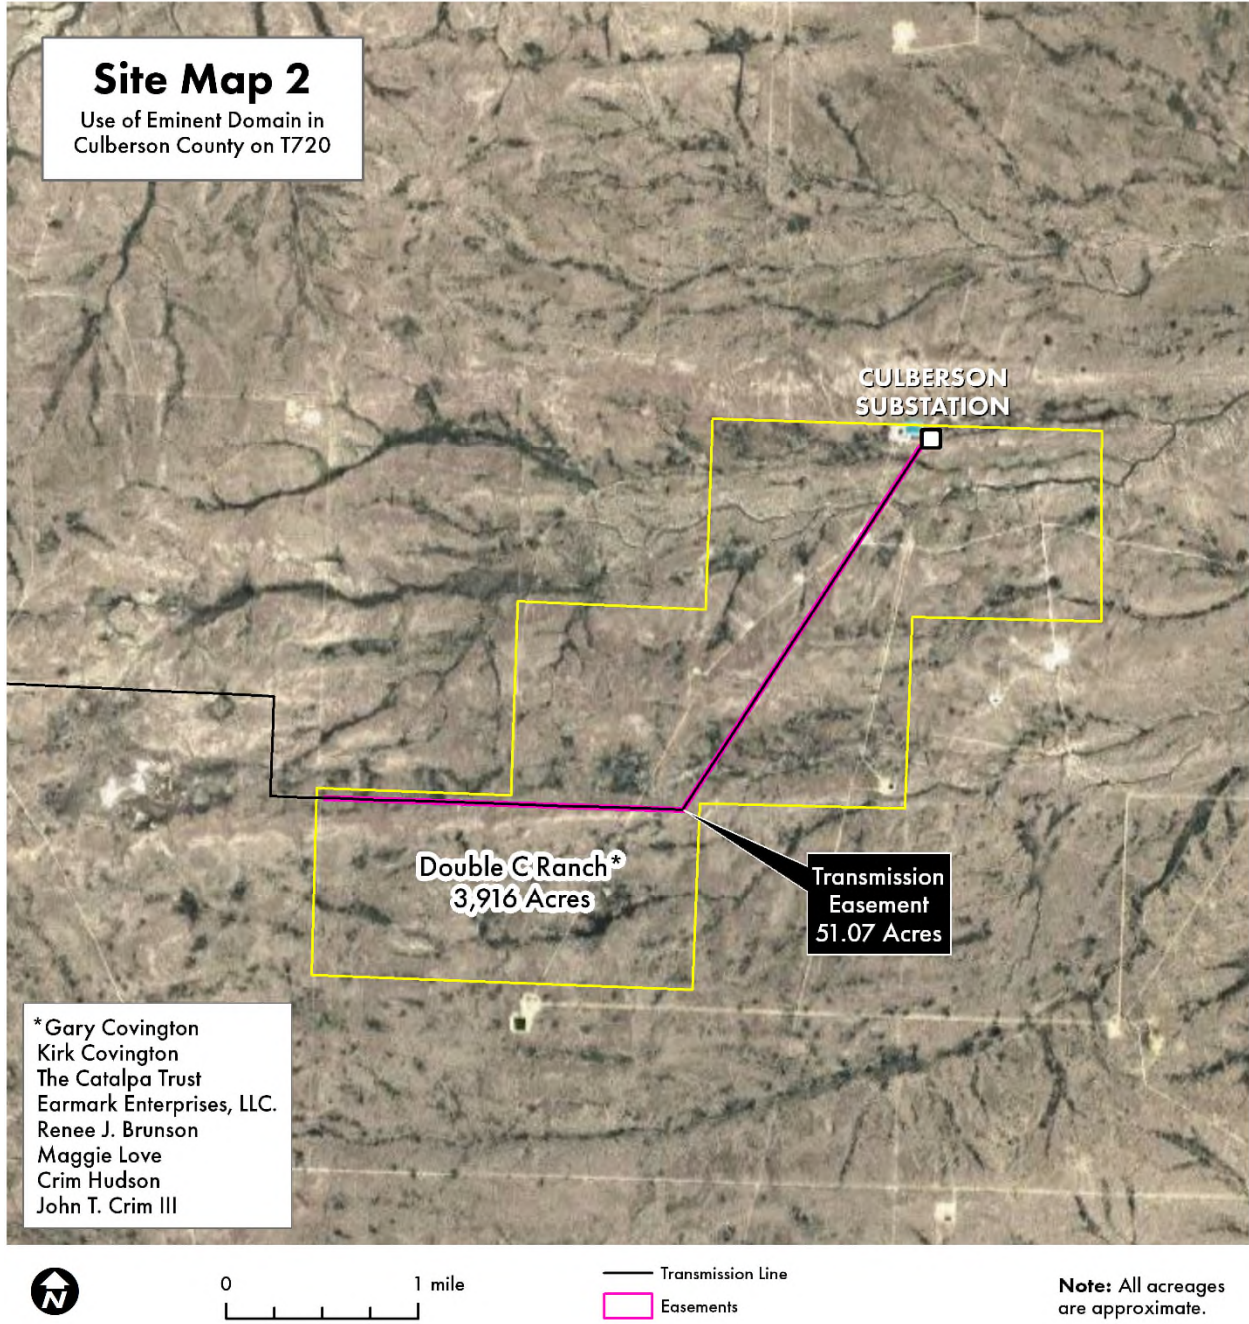 Site Map 2
Use of Eminent Domain in
Culberson County on T720
CULBERSON
SUBSTATION
Double C Ranch*
3,916 Acres
Transmission
Easement
51.07 Acres
*Gary Covington
Kirk Covington
The Catalpa Trust
Earmark Enterprises, LLC.
Renee J. Brunson
Maggie Love
Crim Hudson
John T. Crim III
N
0 1 mile
Transmission Line
Easements
Note: All acreages
are approximate.